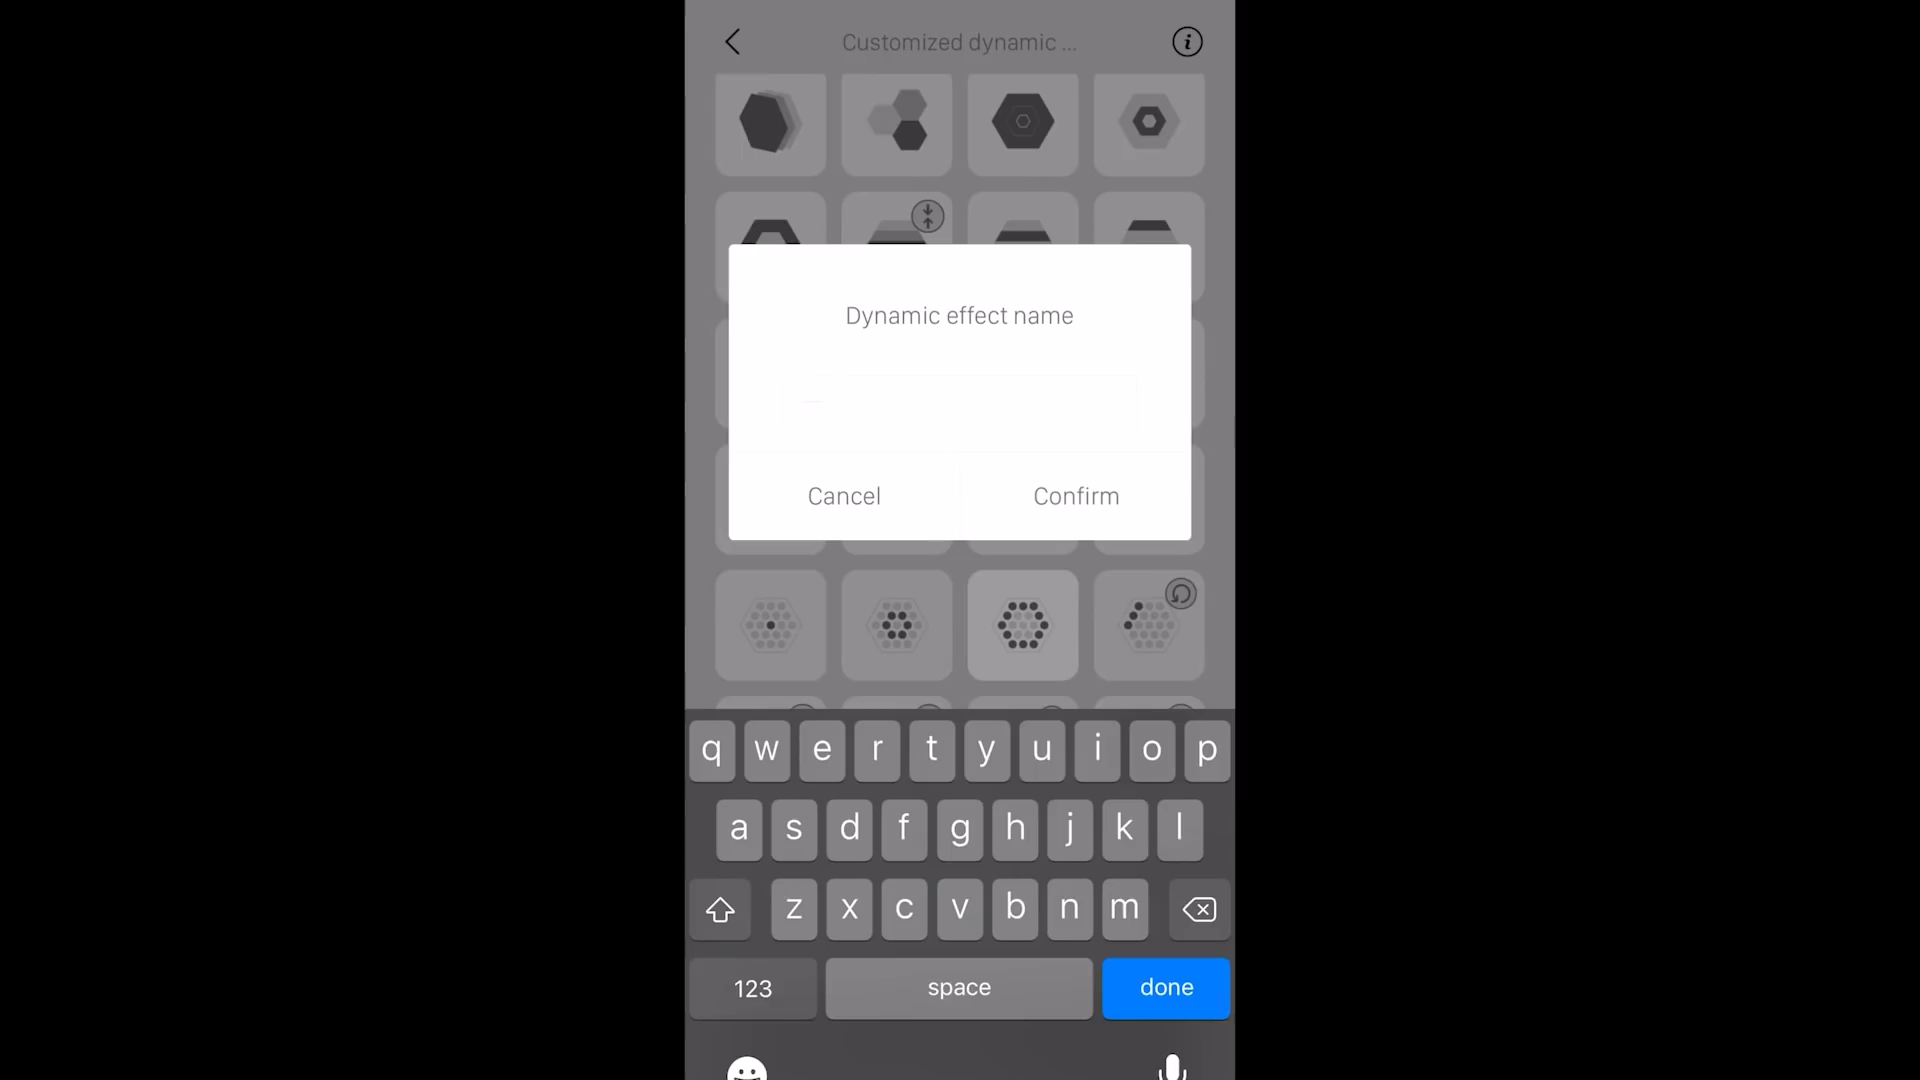 Customized dynamic ...
Dynamic effect name
Cancel
Confirm
q w e r t y u i o p
a s d f g h j k l
z x c v b n m
123
space
done